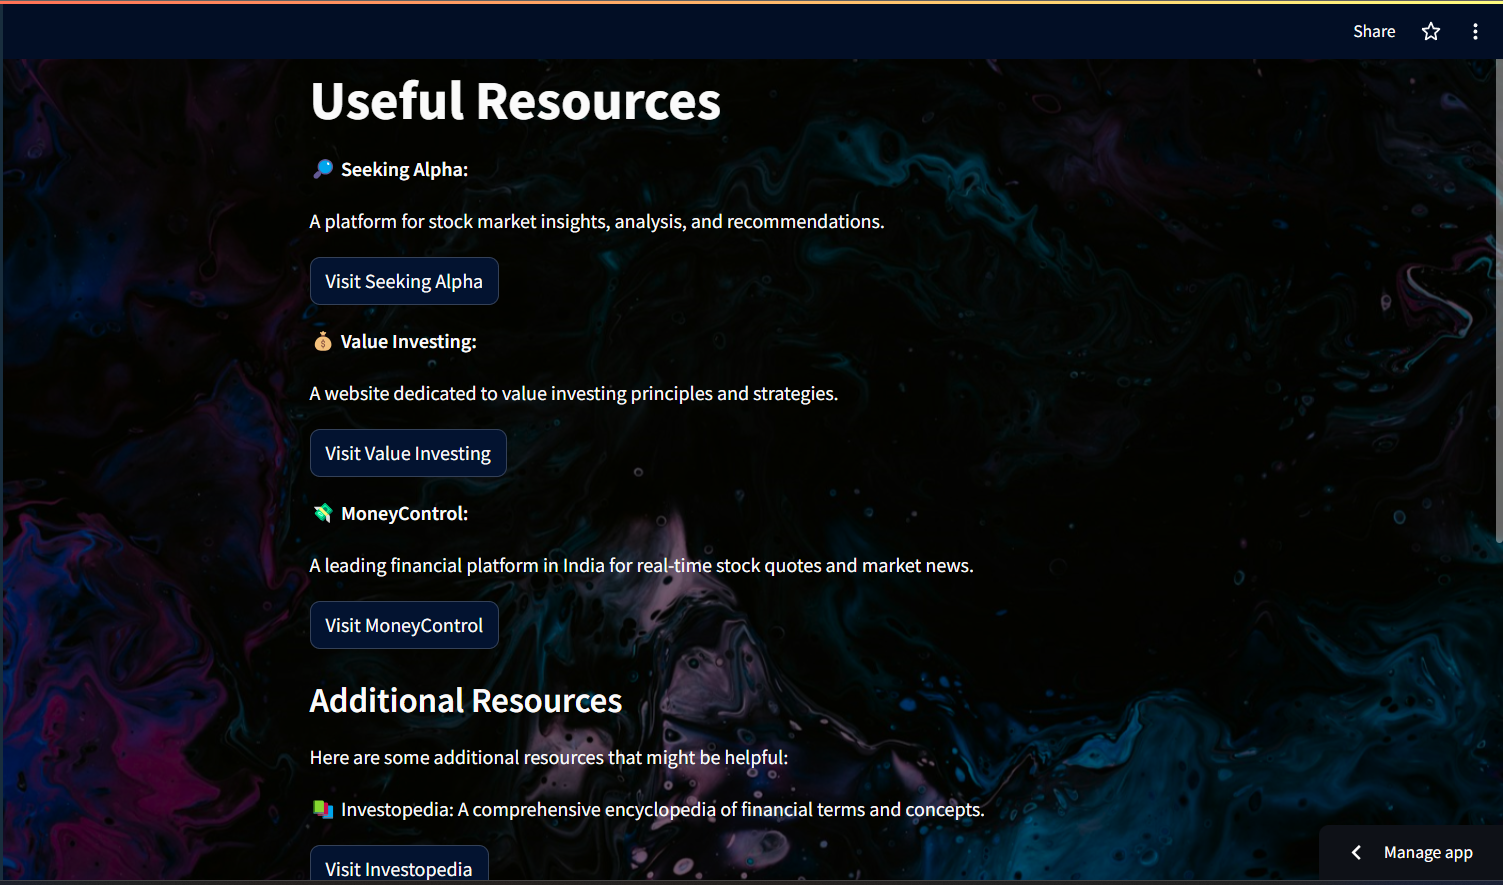 Share
Useful Resources
🔎 Seeking Alpha:
A platform for stock market insights, analysis, and recommendations.
Visit Seeking Alpha
💰 Value Investing:
A website dedicated to value investing principles and strategies.
Visit Value Investing
💸 MoneyControl:
A leading financial platform in India for real-time stock quotes and market news.
Visit MoneyControl
Additional Resources
Here are some additional resources that might be helpful:
📚 Investopedia: A comprehensive encyclopedia of financial terms and concepts.
Visit Investopedia
Manage app